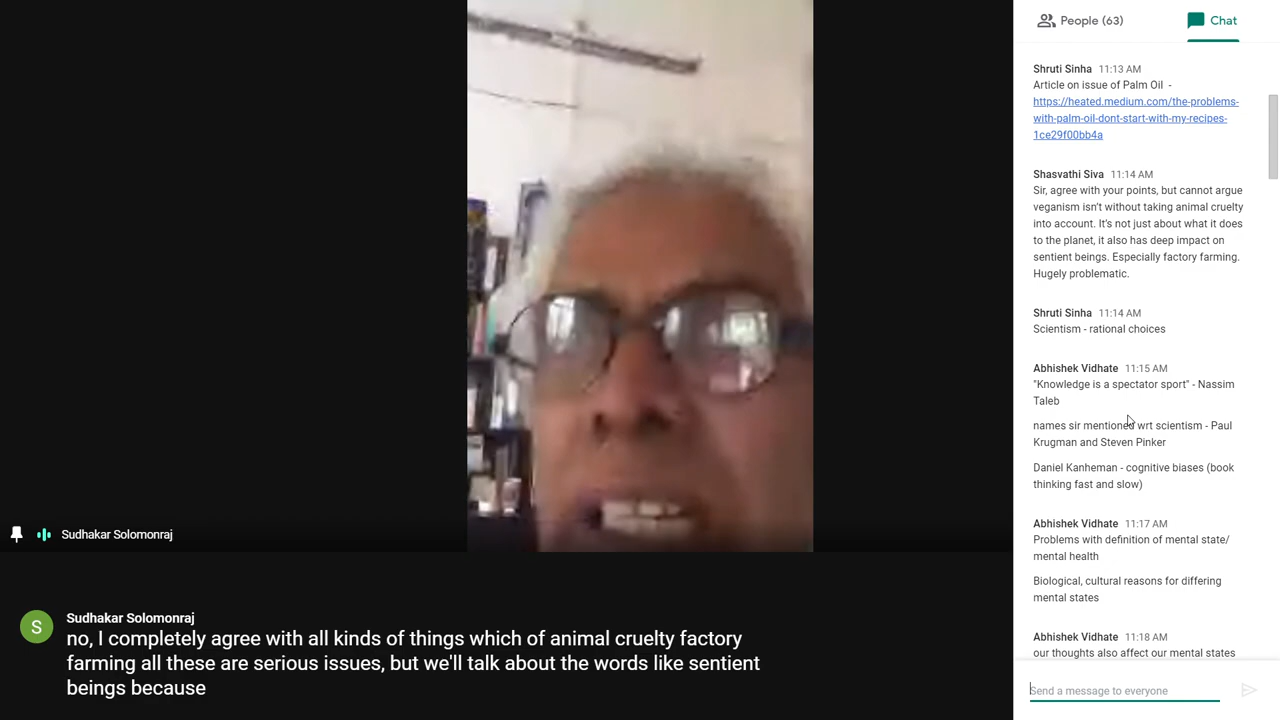 People (63)
Chat
Shruti Sinha 11:13 AM
Article on issue of Palm Oil -
https://heated.medium.com/the-problems-
with-palm-oil-dont-start-with-my-recipes-
1ce29f00bb4a
Shasvathi Siva 11:14 AM
Sir, agree with your points, but cannot argue
veganism isn't without taking animal cruelty
into account. It's not just about what it does
to the planet, it also has deep impact on
sentient beings. Especially factory farming.
Hugely problematic.
Shruti Sinha 11:14 AM
Scientism - rational choices
Abhishek Vidhate 11:15 AM
"Knowledge is a spectator sport" - Nassim
Taleb
names sir mentioned wrt scientism - Paul
Krugman and Steven Pinker
Daniel Kanheman - cognitive biases (book
thinking fast and slow)
Abhishek Vidhate 11:17 AM
Problems with definition of mental state/
mental health
Biological, cultural reasons for differing
mental states
Abhishek Vidhate 11:18 AM
our thoughts also affect our mental states
Send a message to everyone
Sudhakar Solomonraj
S
Sudhakar Solomonraj
no, I completely agree with all kinds of things which of animal cruelty factory
farming all these are serious issues, but we'll talk about the words like sentient
beings because